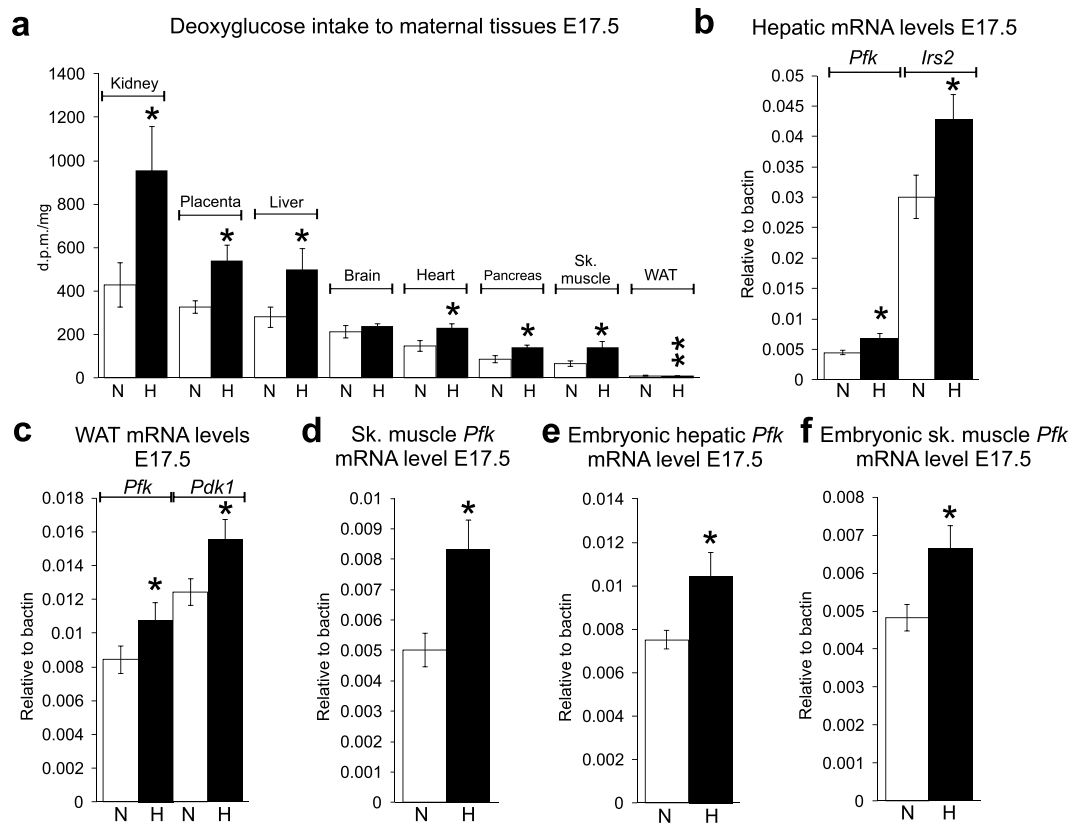 a
Deoxyglucose intake to maternal tissues E17.5
d.p.m./mg
1400
1200
1000
800
600
400
200
0
Kidney
Placenta
Liver
Brain
Heart
Pancreas
Sk.
muscle
WAT
*
*
*
*
*
*
*
*
N H N H N H N H N H N H N H N H
b
Hepatic mRNA levels E17.5
Pfk Irs2
Relative to bactin
0.05
0.045
0.04
0.035
0.03
0.025
0.02
0.015
0.01
0.005
0
*
*
N H N H
c
WAT mRNA levels
E17.5
Pfk Pdk1
Relative to bactin
0.018
0.016
0.014
0.012
0.01
0.008
0.006
0.004
0.002
0
*
*
N H N H
d
Sk. muscle Pfk
mRNA level E17.5
Relative to bactin
0.01
0.009
0.008
0.007
0.006
0.005
0.004
0.003
0.002
0.001
0
*
N H
e
Embryonic hepatic Pfk
mRNA level E17.5
Relative to bactin
0.014
0.012
0.01
0.008
0.006
0.004
0.002
0
*
N H
f
Embryonic sk. muscle Pfk
mRNA level E17.5
Relative to bactin
0.008
0.007
0.006
0.005
0.004
0.003
0.002
0.001
0
*
N H